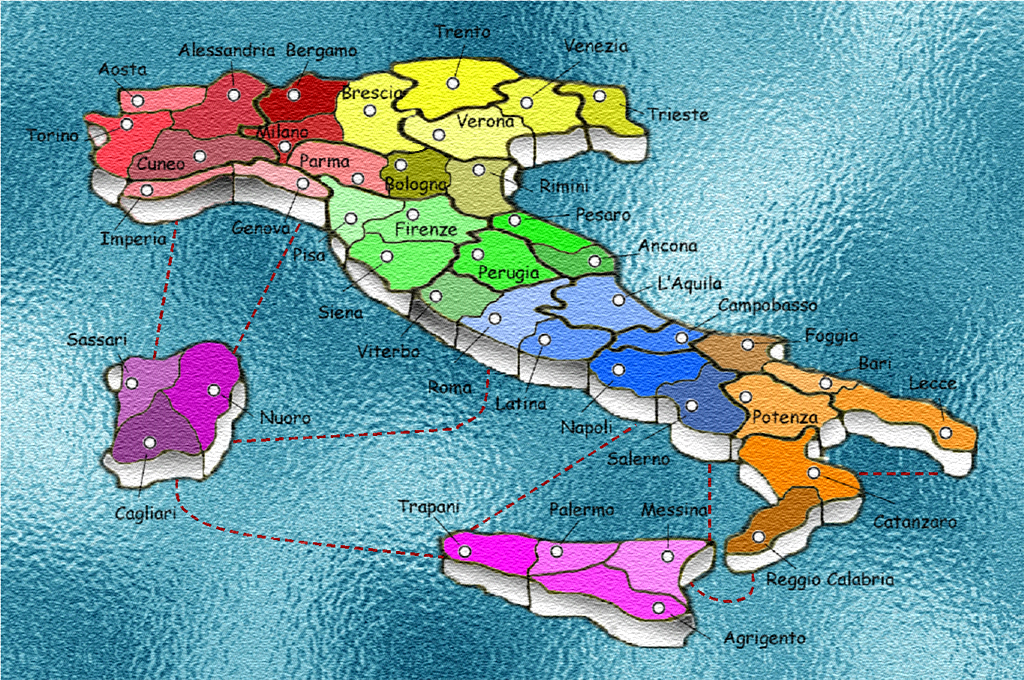 Trento
Venezia
Alessandria
Bergamo
Aosta
Brescia
Trieste
Verona
Torino
Milano
Cuneo
Parma
Bologna
Rimini
Imperia
Genova
Pisa
Firenze
Pesaro
Ancona
Perugia
L'Aquila
Siena
Campobasso
Viterbo
Foggia
Sassari
Roma
Bari
Latina
Lecce
Nuoro
Napoli
Potenza
Salerno
Cagliari
Trapani
Palermo
Messina
Catanzaro
Reggio Calabria
Agrigento